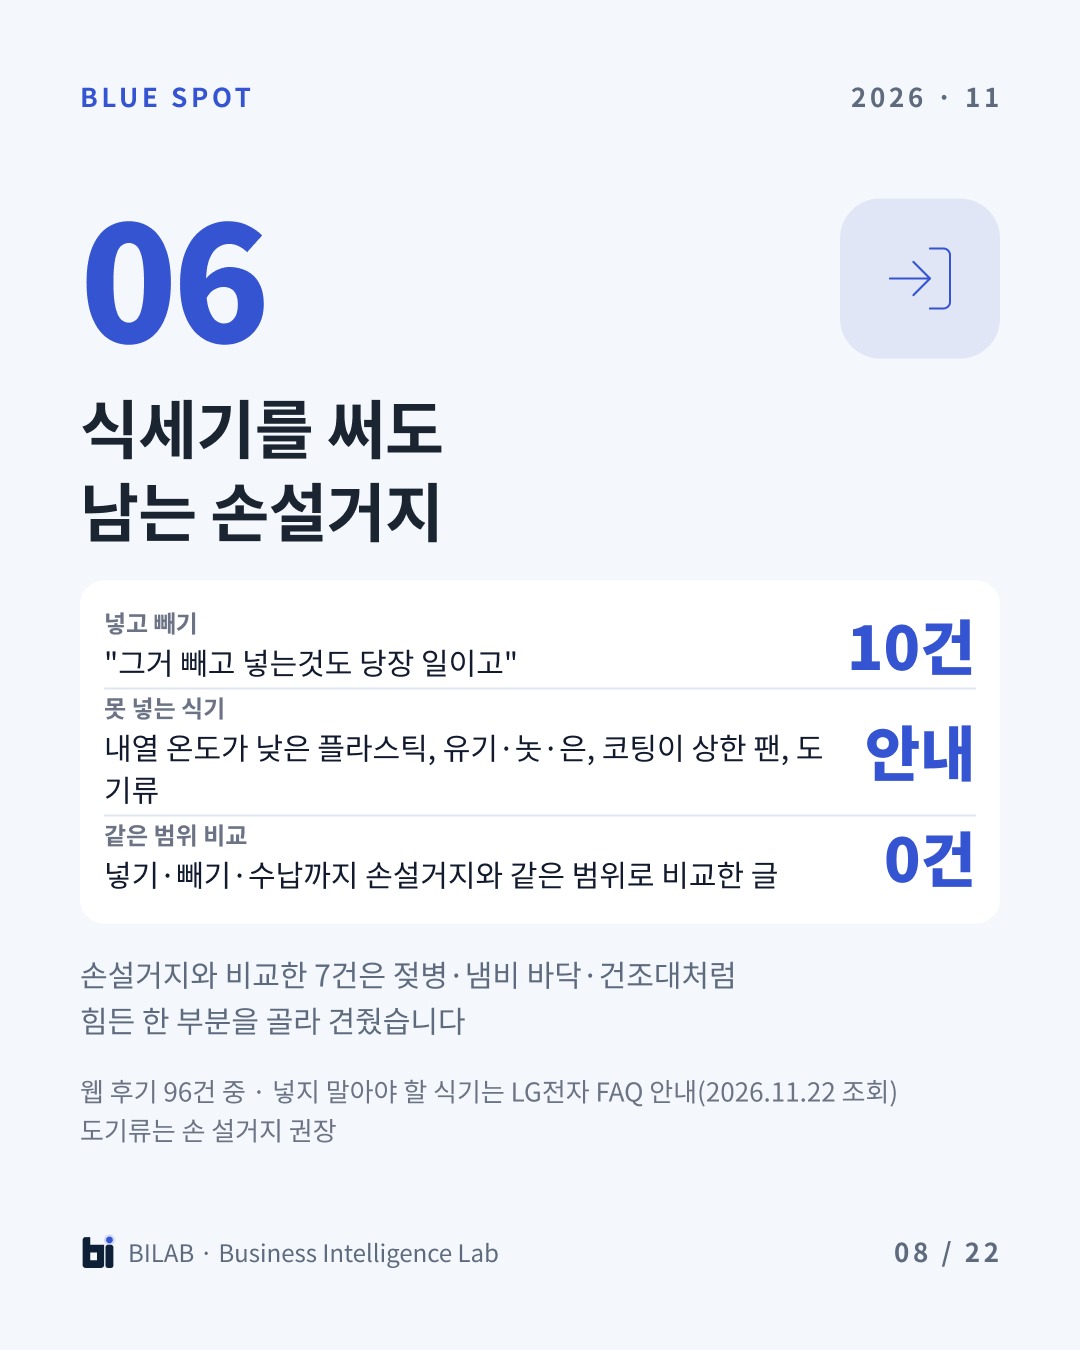 BLUE SPOT
2026 · 11
06
식세기를 써도
남는 손설거지
넣고 빼기
"그거 빼고 넣는것도 당장 일이고"
10건
못 넣는 식기
내열 온도가 낮은 플라스틱, 유기·놋·은, 코팅이 상한 팬, 도
기류
안내
같은 범위 비교
넣기·빼기·수납까지 손설거지와 같은 범위로 비교한 글
0건
손설거지와 비교한 7건은 젖병·냄비 바닥·건조대처럼
힘든 한 부분을 골라 견줬습니다
웹 후기 96건 중 · 넣지 말아야 할 식기는 LG전자 FAQ 안내(2026.11.22 조회)
도기류는 손 설거지 권장
bi BILAB · Business Intelligence Lab
08 / 22